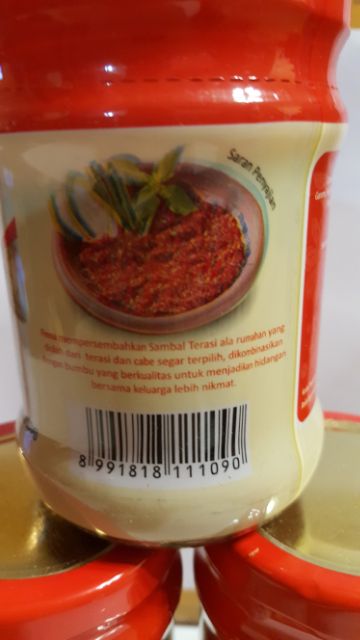 Saran Penyajian
mempersembahkan Sambal Terasi ala rumahan yang
diolah dari terasi dan cabe segar terpilih, dikombinasikan
dengan bumbu yang berkualitas untuk menjadikan hidangan
bersama keluarga lebih nikmat.
8 991818 111090